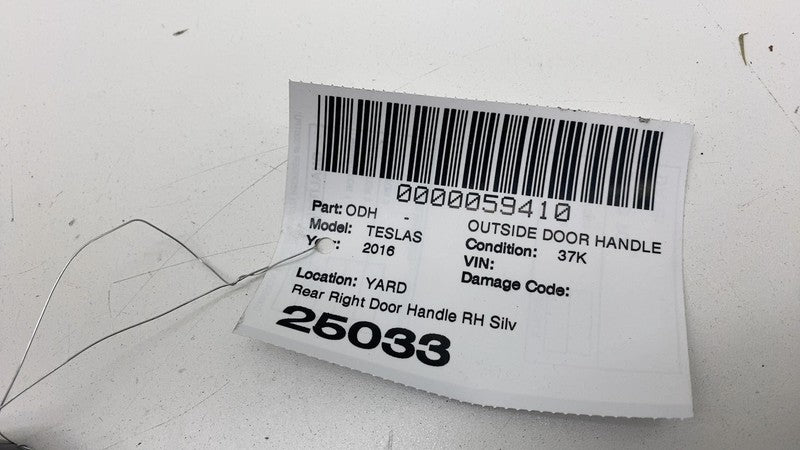 0000059410
Part: ODH - OUTSIDE DOOR HANDLE
Model: TESLAS Condition: 37K
2016 VIN:
Location: YARD Damage Code:
Rear Right Door Handle RH Silv
25033